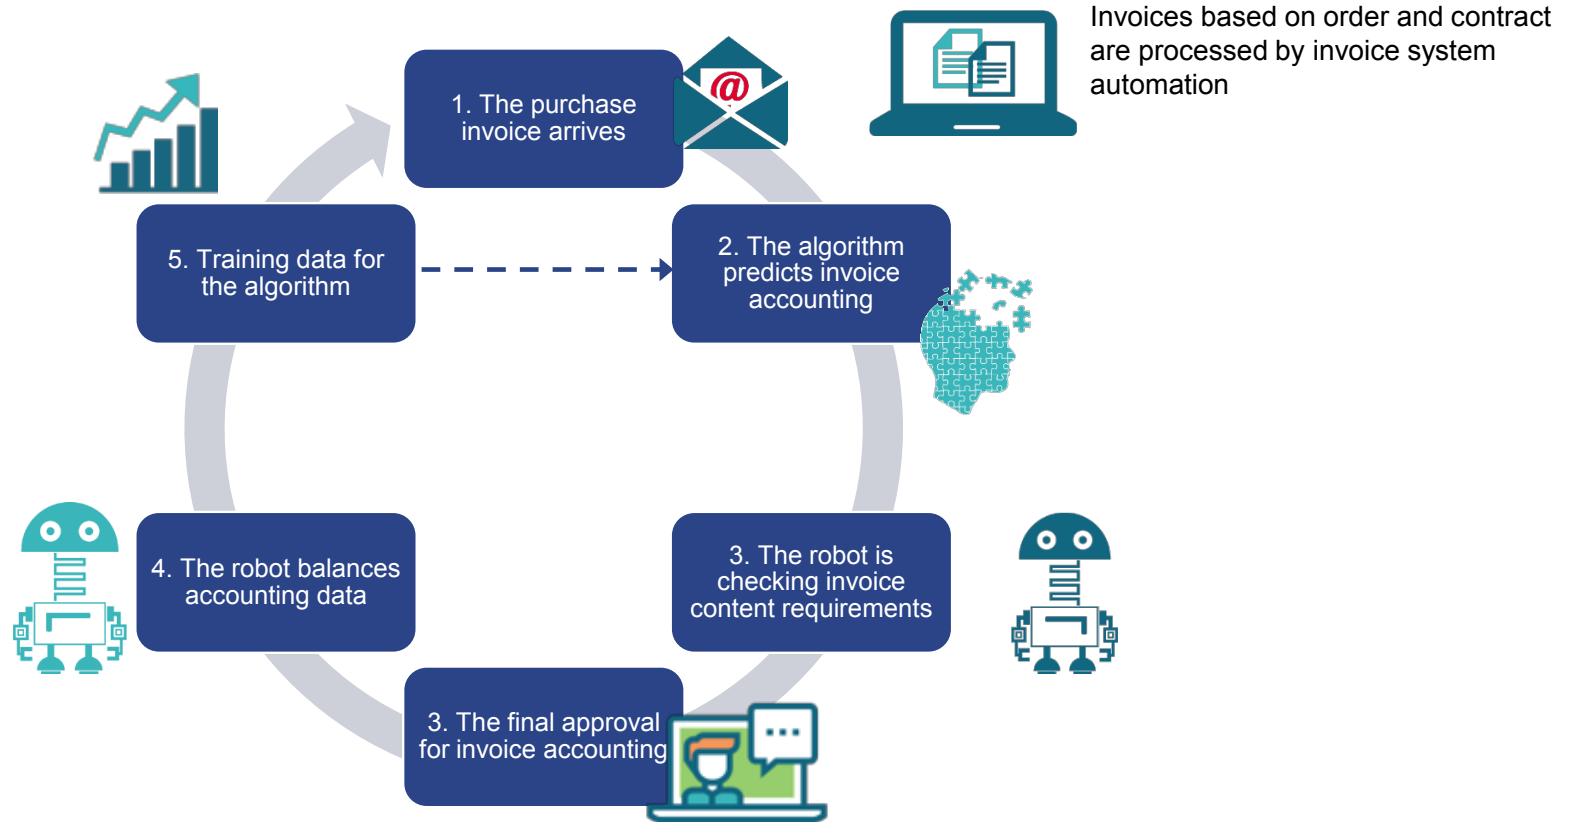 Invoices based on order and contract
are processed by invoice system
automation
1. The purchase
invoice arrives
@
2. The algorithm
predicts invoice
accounting
3. The robot is
checking invoice
content requirements
3. The final approval
for invoice accounting
4. The robot balances
accounting data
5. Training data for
the algorithm